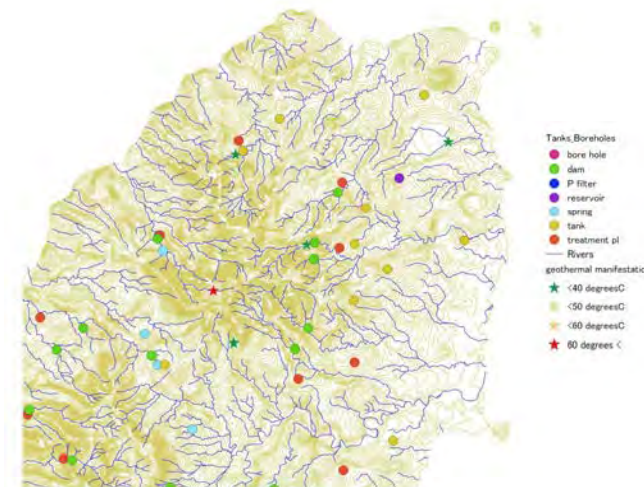 Tanks_Boreholes
bore hole
dam
P filter
reservoir
spring
tank
treatment pl
Rivers
geothermal manifestatio
<40 degreesC
<50 degreesC
<60 degreesC
60 degrees <